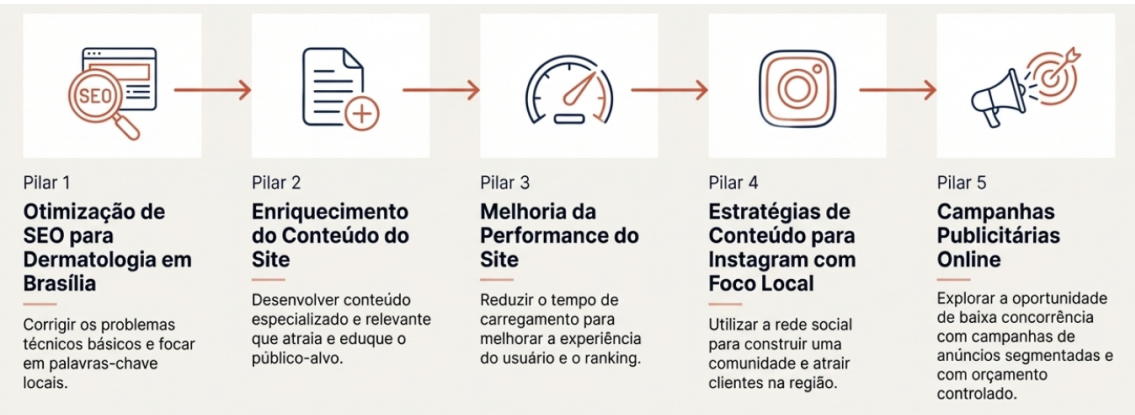 SEO
Pilar 1
Otimização de
SEO para
Dermatologia em
Brasília
Corrigir os problemas
técnicos básicos e focar
em palavras-chave
locais.
Pilar 2
Enriquecimento
do Conteúdo do
Site
Desenvolver conteúdo
especializado e relevante
que atraia e eduque o
público-alvo.
Pilar 3
Melhoria da
Performance do
Site
Reduzir o tempo de
carregamento para
melhorar a experiência
do usuário e o ranking.
Pilar 4
Estratégias de
Conteúdo para
Instagram com
Foco Local
Utilizar a rede social
para construir uma
comunidade e atrair
clientes na região.
Pilar 5
Campanhas
Publicitárias
Online
Explorar a oportunidade
de baixa concorrência
com campanhas de
anúncios segmentadas e
com orçamento
controlado.